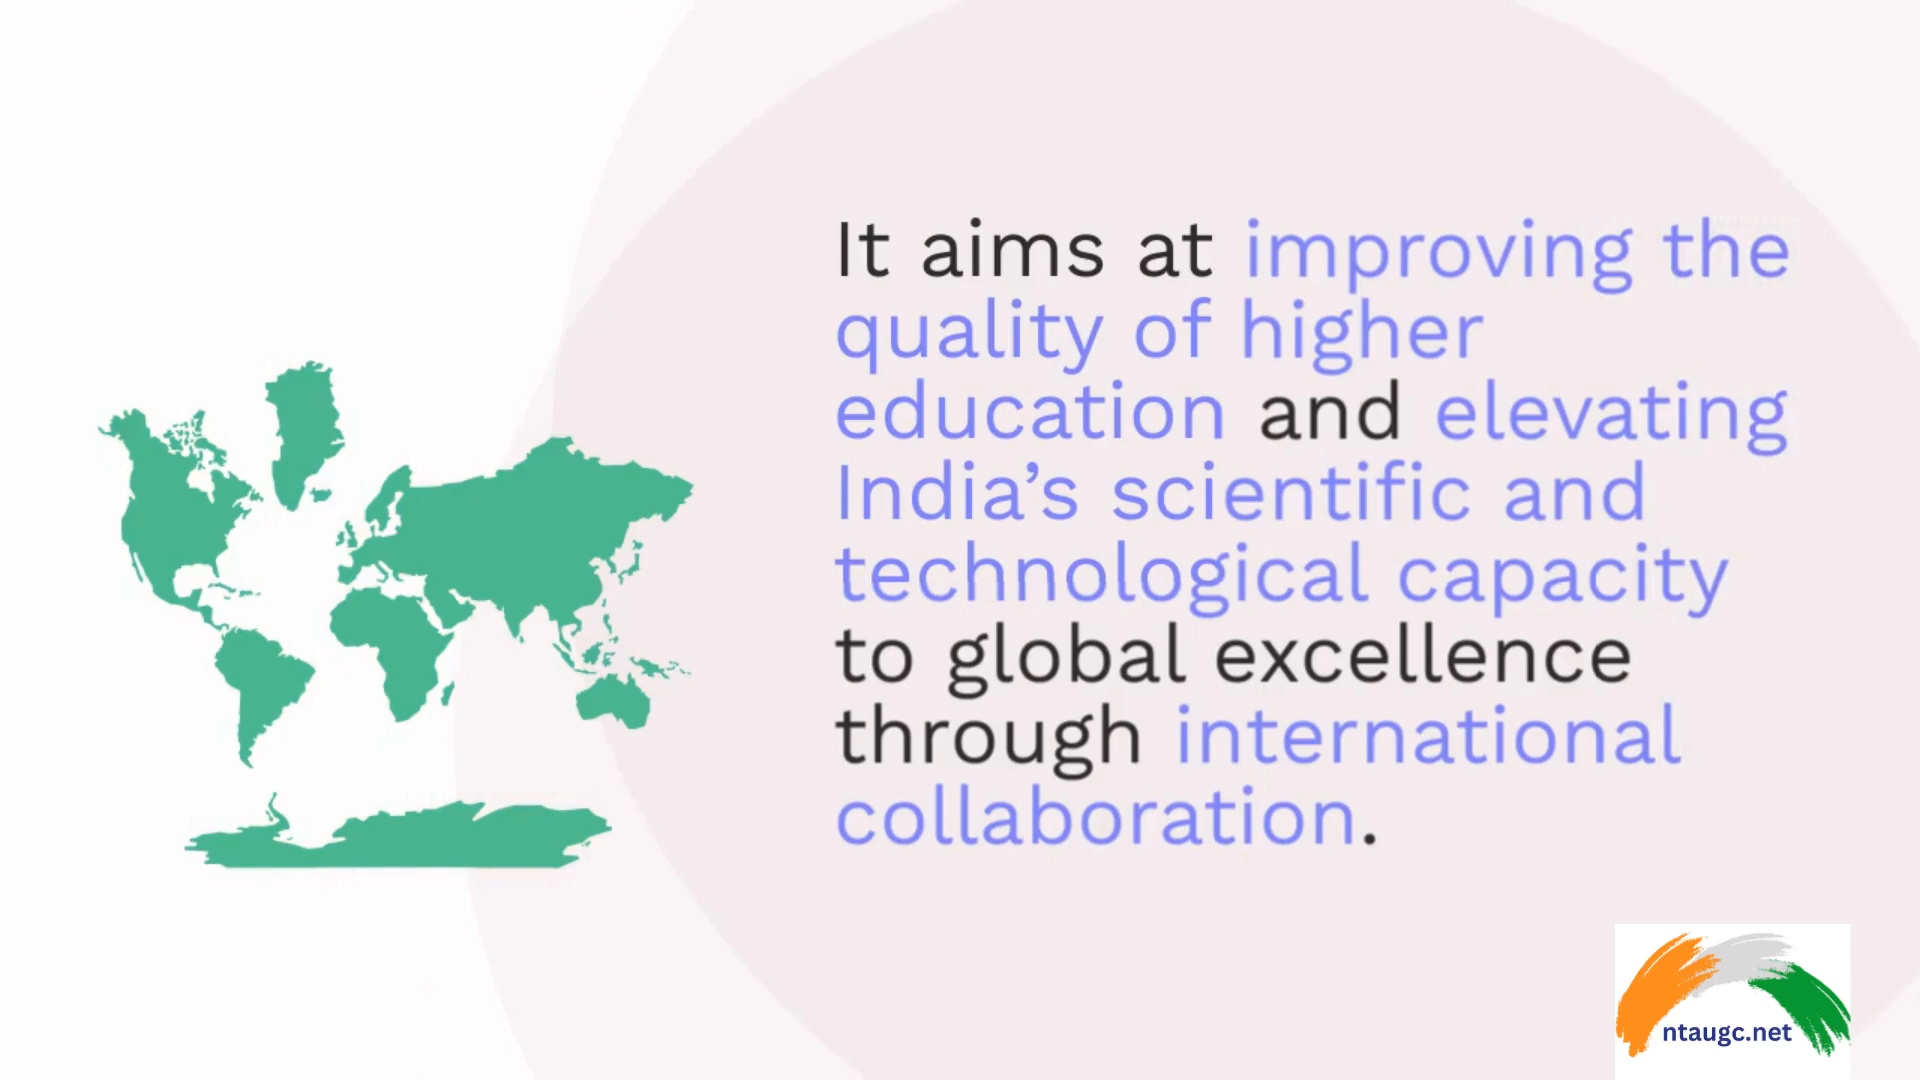 It aims at improving the
quality of higher
education and elevating
India’s scientific and
technological capacity
to global excellence
through international
collaboration.
ntaugc.net